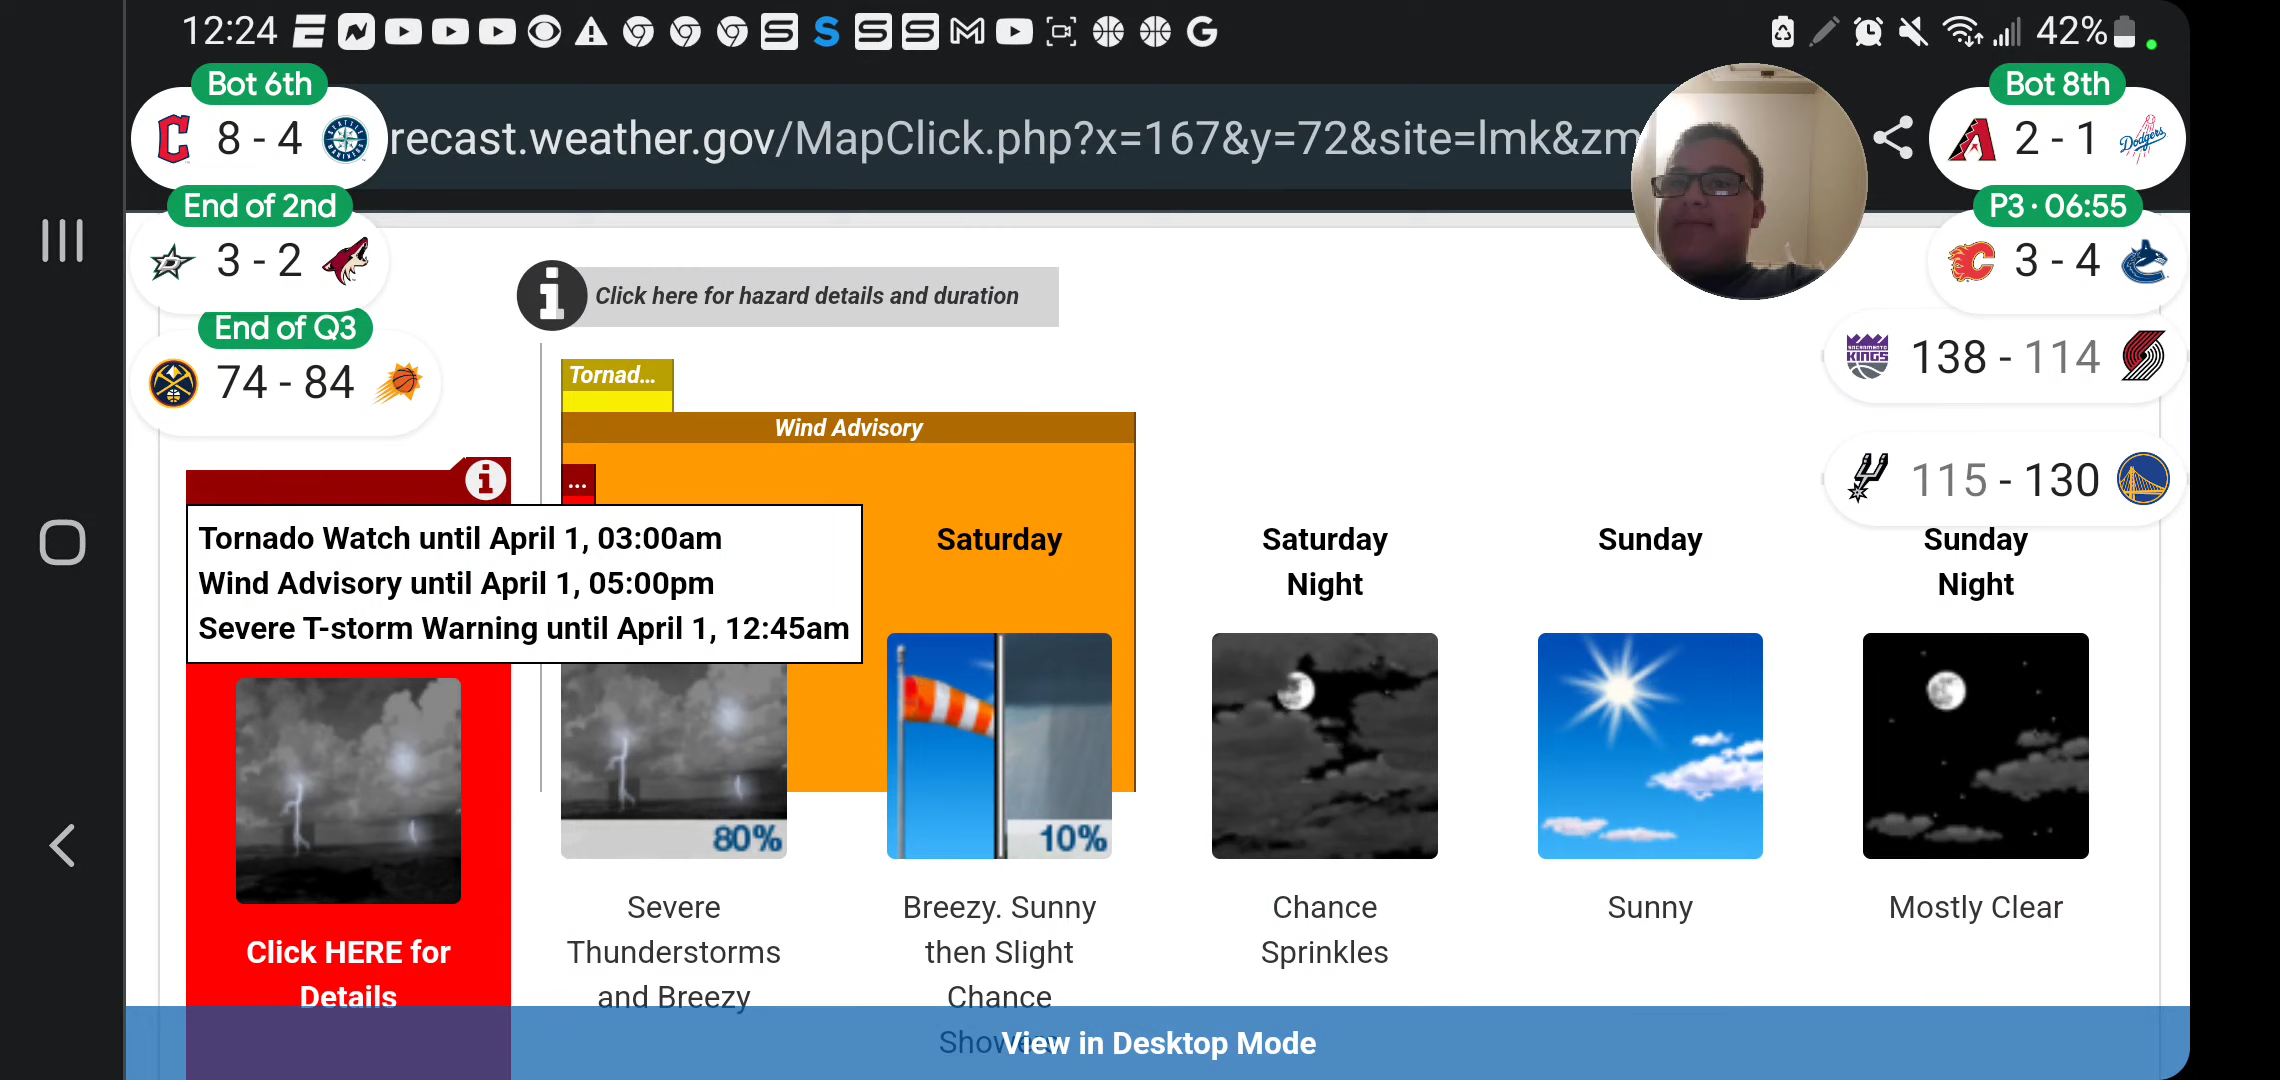 12:24
42%
Bot 6th
8 - 4
recast.weather.gov/MapClick.php?x=167&y=72&site=lmk&zm
Bot 8th
2 - 1
Dodgers
End of 2nd
3 - 2
P3 · 06:55
3 - 4
End of Q3
74 - 84
KINGS
138 - 114
115 - 130
Click here for hazard details and duration
Tornad...
Wind Advisory
...
Tornado Watch until April 1, 03:00am
Wind Advisory until April 1, 05:00pm
Severe T-storm Warning until April 1, 12:45am
Saturday
Saturday
Night
Sunday
Sunday
Night
80%
10%
Click HERE for
Details
Severe
Thunderstorms
and Breezy
Breezy. Sunny
then Slight
Chance
Chance
Sprinkles
Sunny
Mostly Clear
View in Desktop Mode